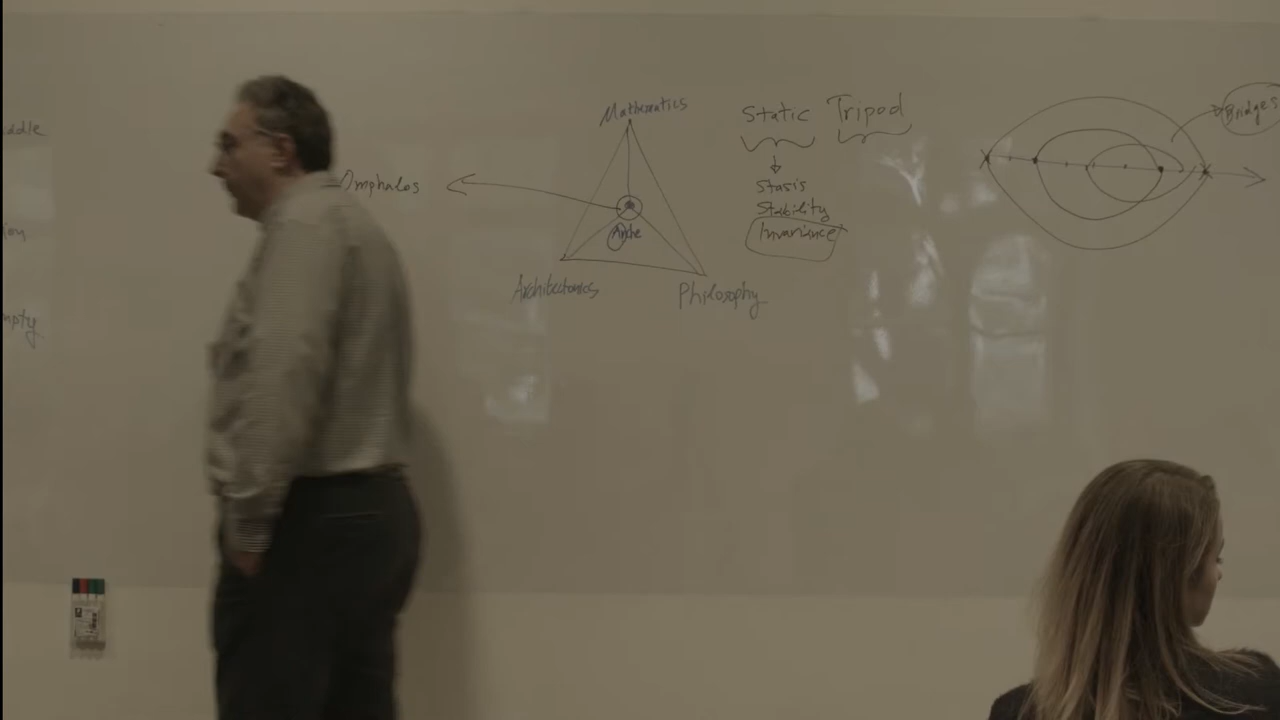 Mathematics
Static Tripod
Bridges
Omphalos
Stasis
Stability
Invariance
Arche
Architectonics
Philosophy